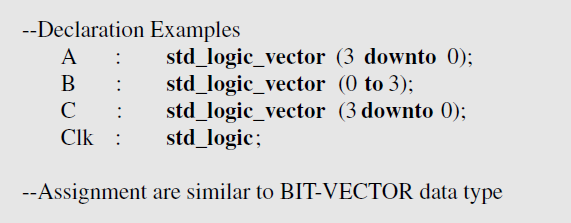 --Declaration Examples
A : std_logic_vector (3 downto 0);
B : std_logic_vector (0 to 3);
C : std_logic_vector (3 downto 0);
Clk : std_logic;
--Assignment are similar to BIT-VECTOR data type